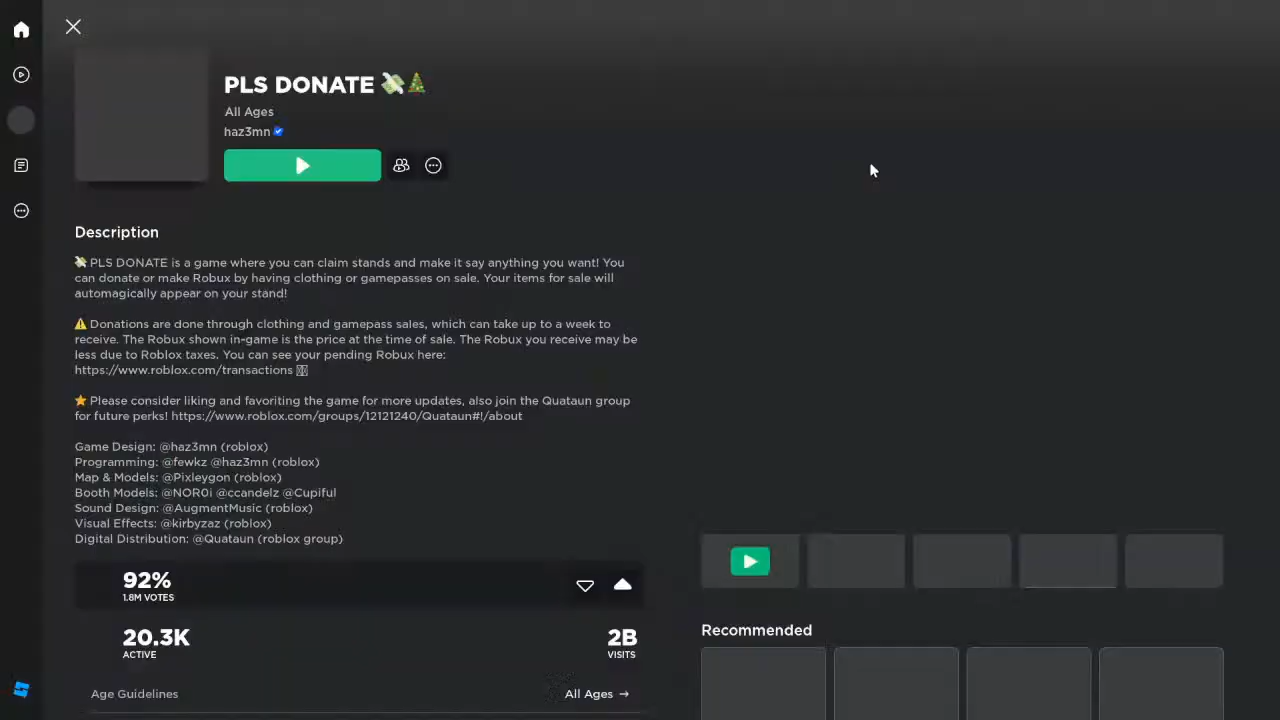 PLS DONATE 💸🎄
All Ages
haz3mn
Description
💸 PLS DONATE is a game where you can claim stands and make it say anything you want! You
can donate or make Robux by having clothing or gamepasses on sale. Your items for sale will
automagically appear on your stand!
⚠️ Donations are done through clothing and gamepass sales, which can take up to a week to
receive. The Robux shown in-game is the price at the time of sale. The Robux you receive may be
less due to Roblox taxes. You can see your pending Robux here:
https://www.roblox.com/transactions
⭐ Please consider liking and favoriting the game for more updates, also join the Quataun group
for future perks! https://www.roblox.com/groups/12121240/Quataun#!/about
Game Design: @haz3mn (roblox)
Programming: @fewkz @haz3mn (roblox)
Map & Models: @Pixleygon (roblox)
Booth Models: @NOR0i @ccandelz @Cupiful
Sound Design: @AugmentMusic (roblox)
Visual Effects: @kirbyzaz (roblox)
Digital Distribution: @Quataun (roblox group)
92%
1.8M VOTES
20.3K
ACTIVE
2B
VISITS
Age Guidelines
All Ages →
Recommended